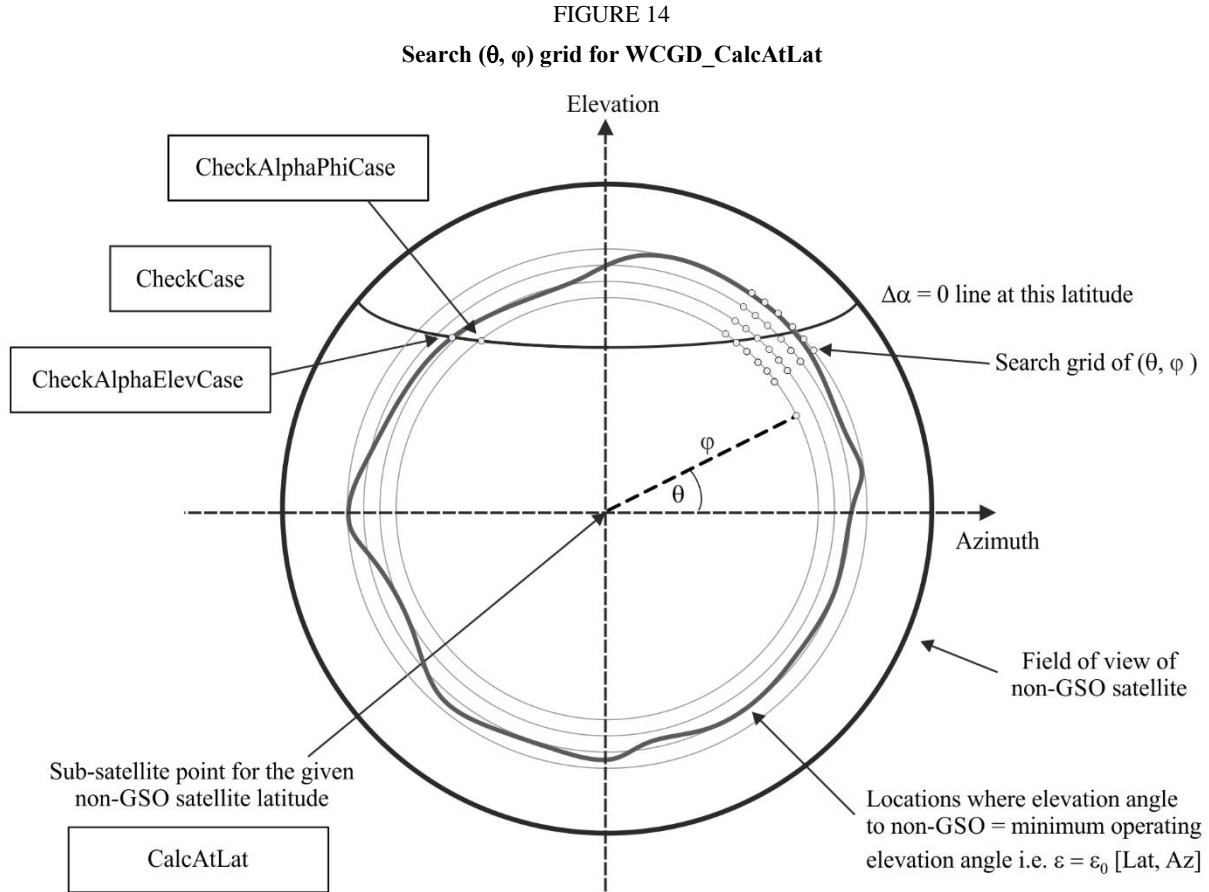 FIGURE 14
Search (θ, φ) grid for WCGD_CalcAtLat
Elevation
CheckAlphaPhiCase
CheckCase
Δα = 0 line at this latitude
CheckAlphaElevCase
Search grid of (θ, φ )
φ
θ
Azimuth
Field of view of
non-GSO satellite
Sub-satellite point for the given
non-GSO satellite latitude
Locations where elevation angle
to non-GSO = minimum operating
elevation angle i.e. ε = ε₀ [Lat, Az]
CalcAtLat